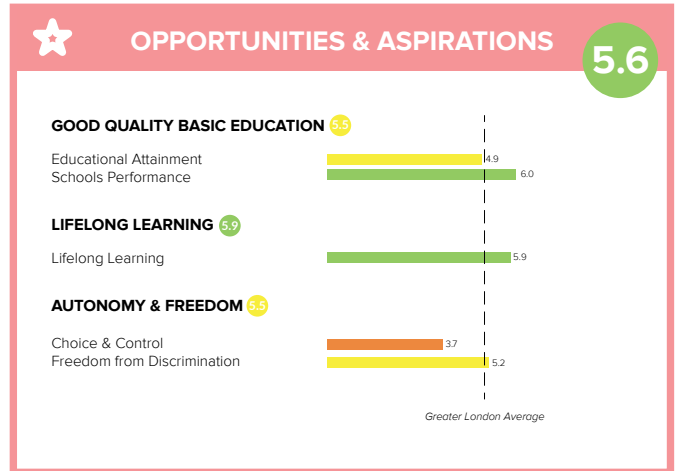 OPPORTUNITIES & ASPIRATIONS
5.6
GOOD QUALITY BASIC EDUCATION 5.5
Educational Attainment 4.9
Schools Performance 6.0
LIFELONG LEARNING 5.9
Lifelong Learning 5.9
AUTONOMY & FREEDOM 5.5
Choice & Control 3.7
Freedom from Discrimination 5.2
Greater London Average